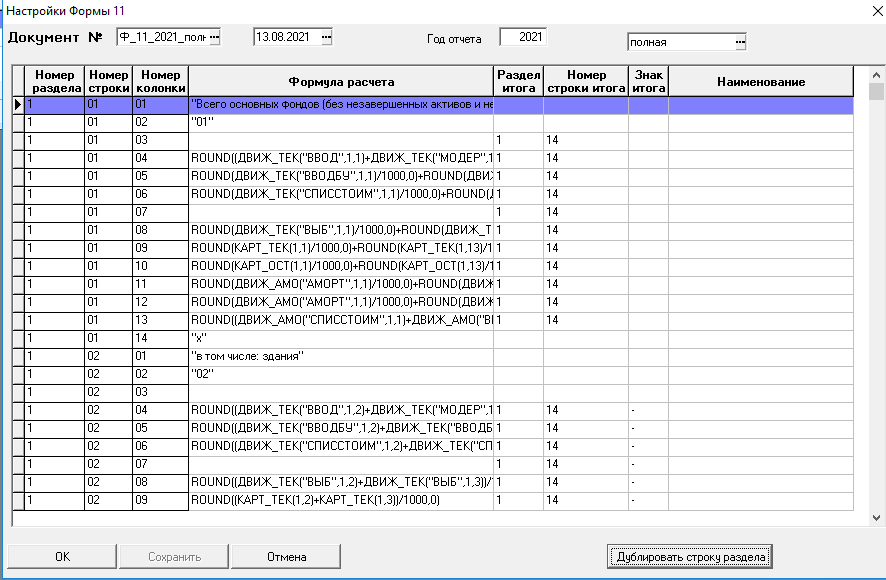 Настройки Формы 11
Документ № Ф_11_2021_полн ... 13.08.2021 ... Год отчета 2021 полная ...
Номер раздела Номер строки Номер колонки Формула расчета Раздел итога Номер строки итога Знак итога Наименование
1 01 01 "Всего основных фондов (без незавершенных активов и не
1 01 02 "01"
1 01 03 1 14
1 01 04 ROUND((ДВИЖ_ТЕК("ВВОД",1,1)+ДВИЖ_ТЕК("МОДЕР",1 1 14
1 01 05 ROUND(ДВИЖ_ТЕК("ВВОДБУ",1,1)/1000,0)+ROUND(ДВИЖ 1 14
1 01 06 ROUND(ДВИЖ_ТЕК("СПИССТОИМ",1,1)/1000,0)+ROUND(Д 1 14
1 01 07 1 14
1 01 08 ROUND(ДВИЖ_ТЕК("ВЫБ",1,1)/1000,0)+ROUND(ДВИЖ_Т 1 14
1 01 09 ROUND(КАРТ_ТЕК(1,1)/1000,0)+ROUND(КАРТ_ТЕК(1,13)/1 1 14
1 01 10 ROUND(КАРТ_ОСТ(1,1)/1000,0)+ROUND(КАРТ_ОСТ(1,13)/1 1 14
1 01 11 ROUND(ДВИЖ_АМО("АМОРТ",1,1)/1000,0)+ROUND(ДВИЖ 1 14
1 01 12 ROUND(ДВИЖ_АМО("АМОРТ",1,1)/1000,0)+ROUND(ДВИЖ 1 14
1 01 13 ROUND((ДВИЖ_АМО("СПИССТОИМ",1,1)+ДВИЖ_АМО("ВЫ 1 14
1 01 14 "х"
1 02 01 "в том числе: здания"
1 02 02 "02"
1 02 03
1 02 04 ROUND((ДВИЖ_ТЕК("ВВОД",1,2)+ДВИЖ_ТЕК("МОДЕР",1 1 14 -
1 02 05 ROUND((ДВИЖ_ТЕК("ВВОДБУ",1,2)+ДВИЖ_ТЕК("ВВОДБ 1 14 -
1 02 06 ROUND((ДВИЖ_ТЕК("СПИССТОИМ",1,2)+ДВИЖ_ТЕК("СП 1 14 -
1 02 07 1 14 -
1 02 08 ROUND((ДВИЖ_ТЕК("ВЫБ",1,2)+ДВИЖ_ТЕК("ВЫБ",1,3))/1 1 14 -
1 02 09 ROUND((КАРТ_ТЕК(1,2)+КАРТ_ТЕК(1,3))/1000,0) 1 14 -
ОК Сохранить Отмена Дублировать строку раздела